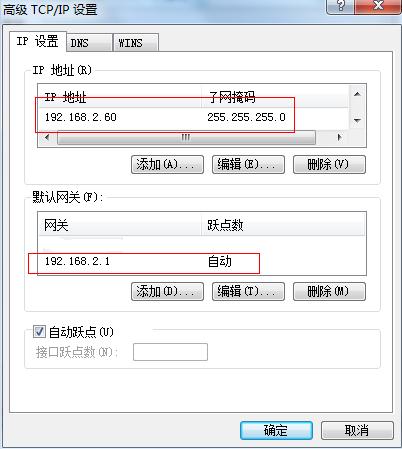 高级 TCP/IP 设置
IP 设置 DNS WINS
IP 地址(R)
IP 地址 子网掩码
192.168.2.60 255.255.255.0
添加(A)... 编辑(E)... 删除(V)
默认网关(F):
网关 跃点数
192.168.2.1 自动
添加(D)... 编辑(T)... 删除(M)
自动跃点(U)
接口跃点数(N):
确定 取消